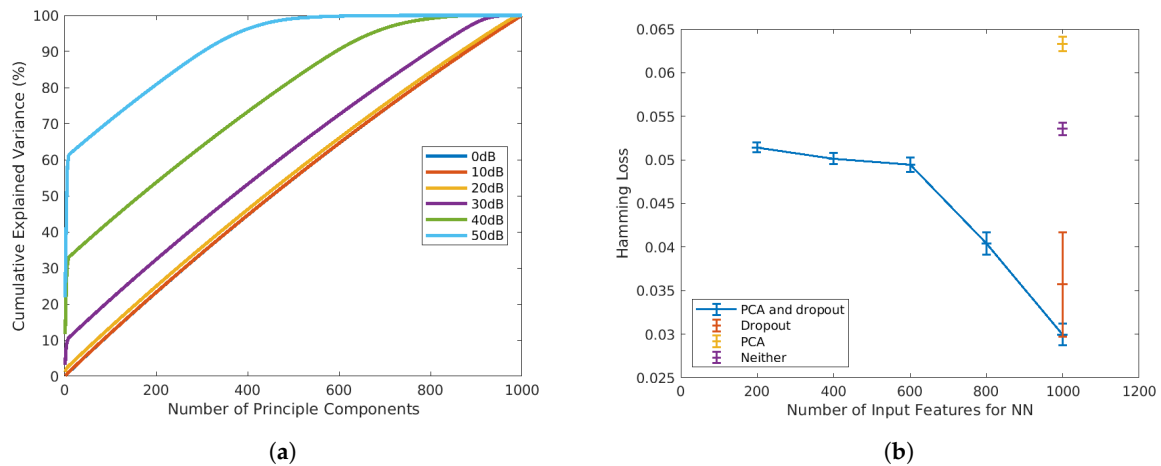 Cumulative Explained Variance (%)
100
90
80
70
60
50
40
30
20
10
0
0dB
10dB
20dB
30dB
40dB
50dB
0 200 400 600 800 1000
Number of Principle Components
(a)
Hamming Loss
0.065
0.06
0.055
0.05
0.045
0.04
0.035
0.03
0.025
PCA and dropout
Dropout
PCA
Neither
0 200 400 600 800 1000 1200
Number of Input Features for NN
(b)